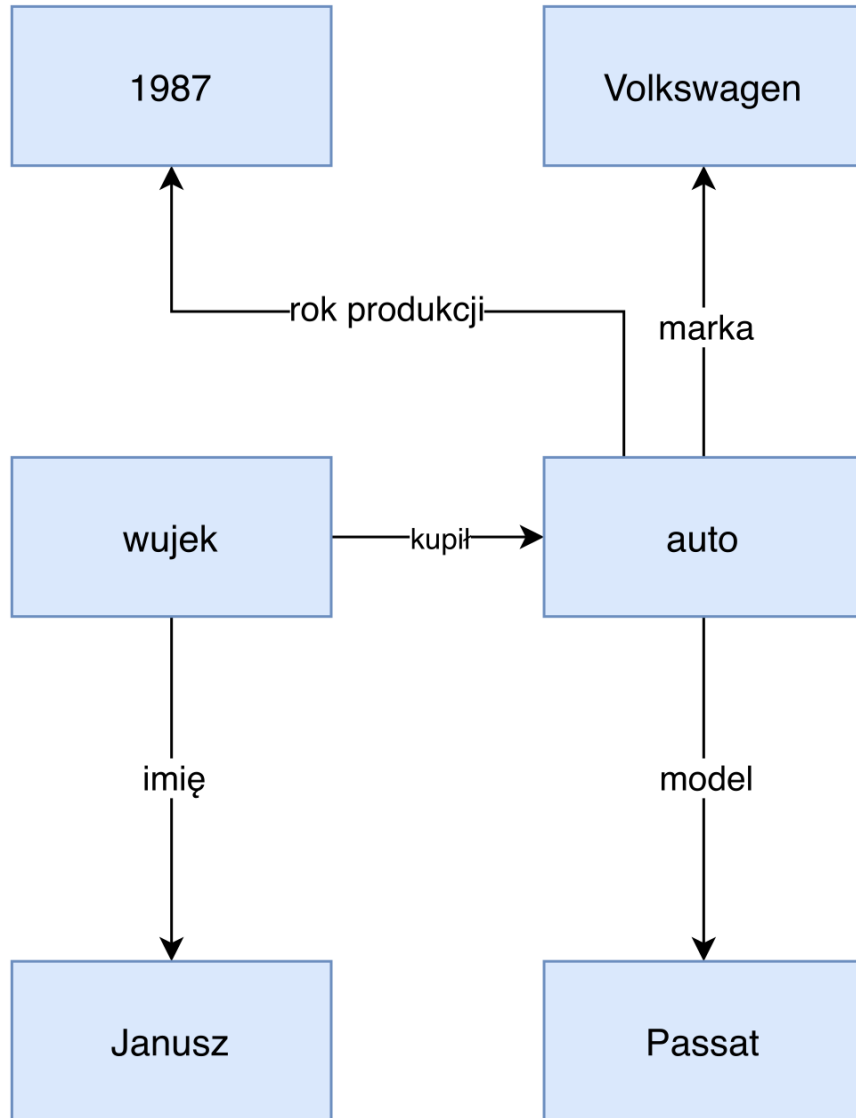 1987
Volkswagen
rok produkcji
marka
wujek
kupił
auto
imię
model
Janusz
Passat